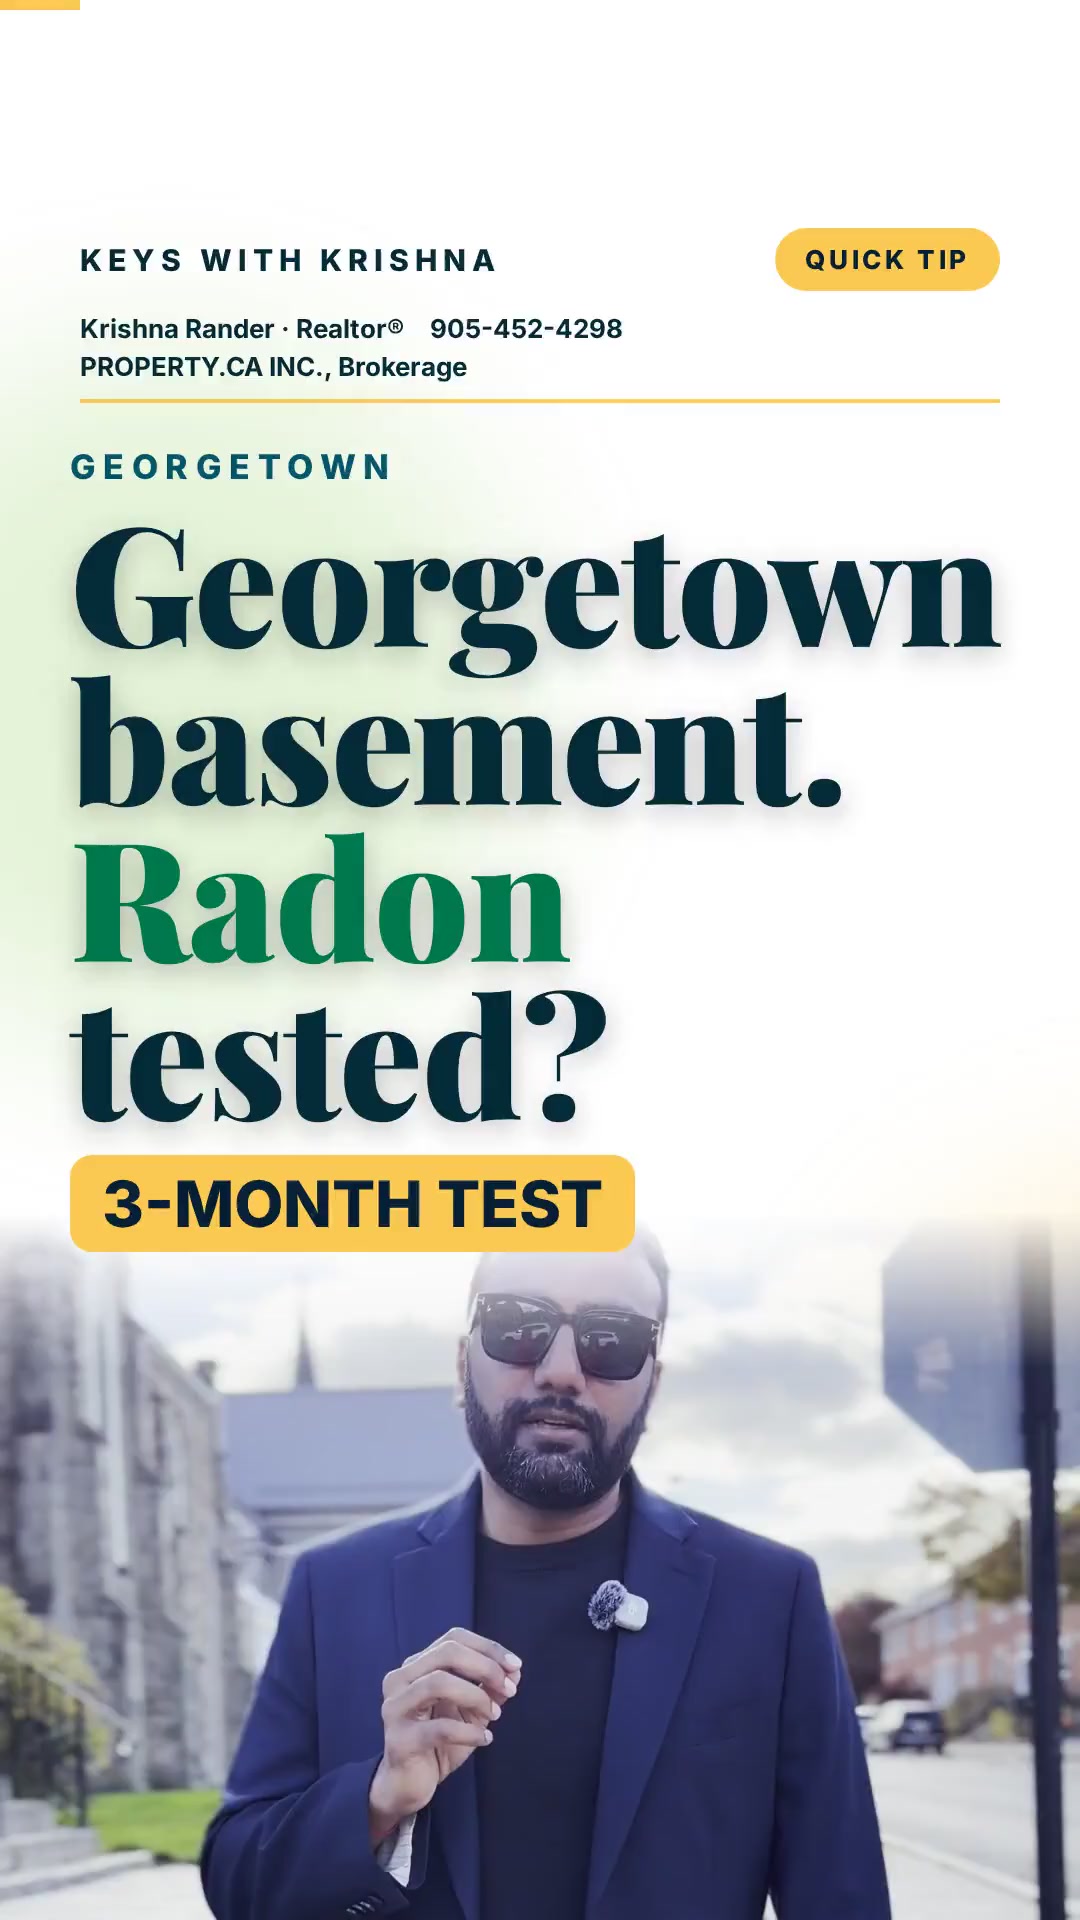 KEYS WITH KRISHNA
QUICK TIP
Krishna Rander · Realtor® 905-452-4298
PROPERTY.CA INC., Brokerage
GEORGETOWN
Georgetown
basement.
Radon
tested?
3-MONTH TEST